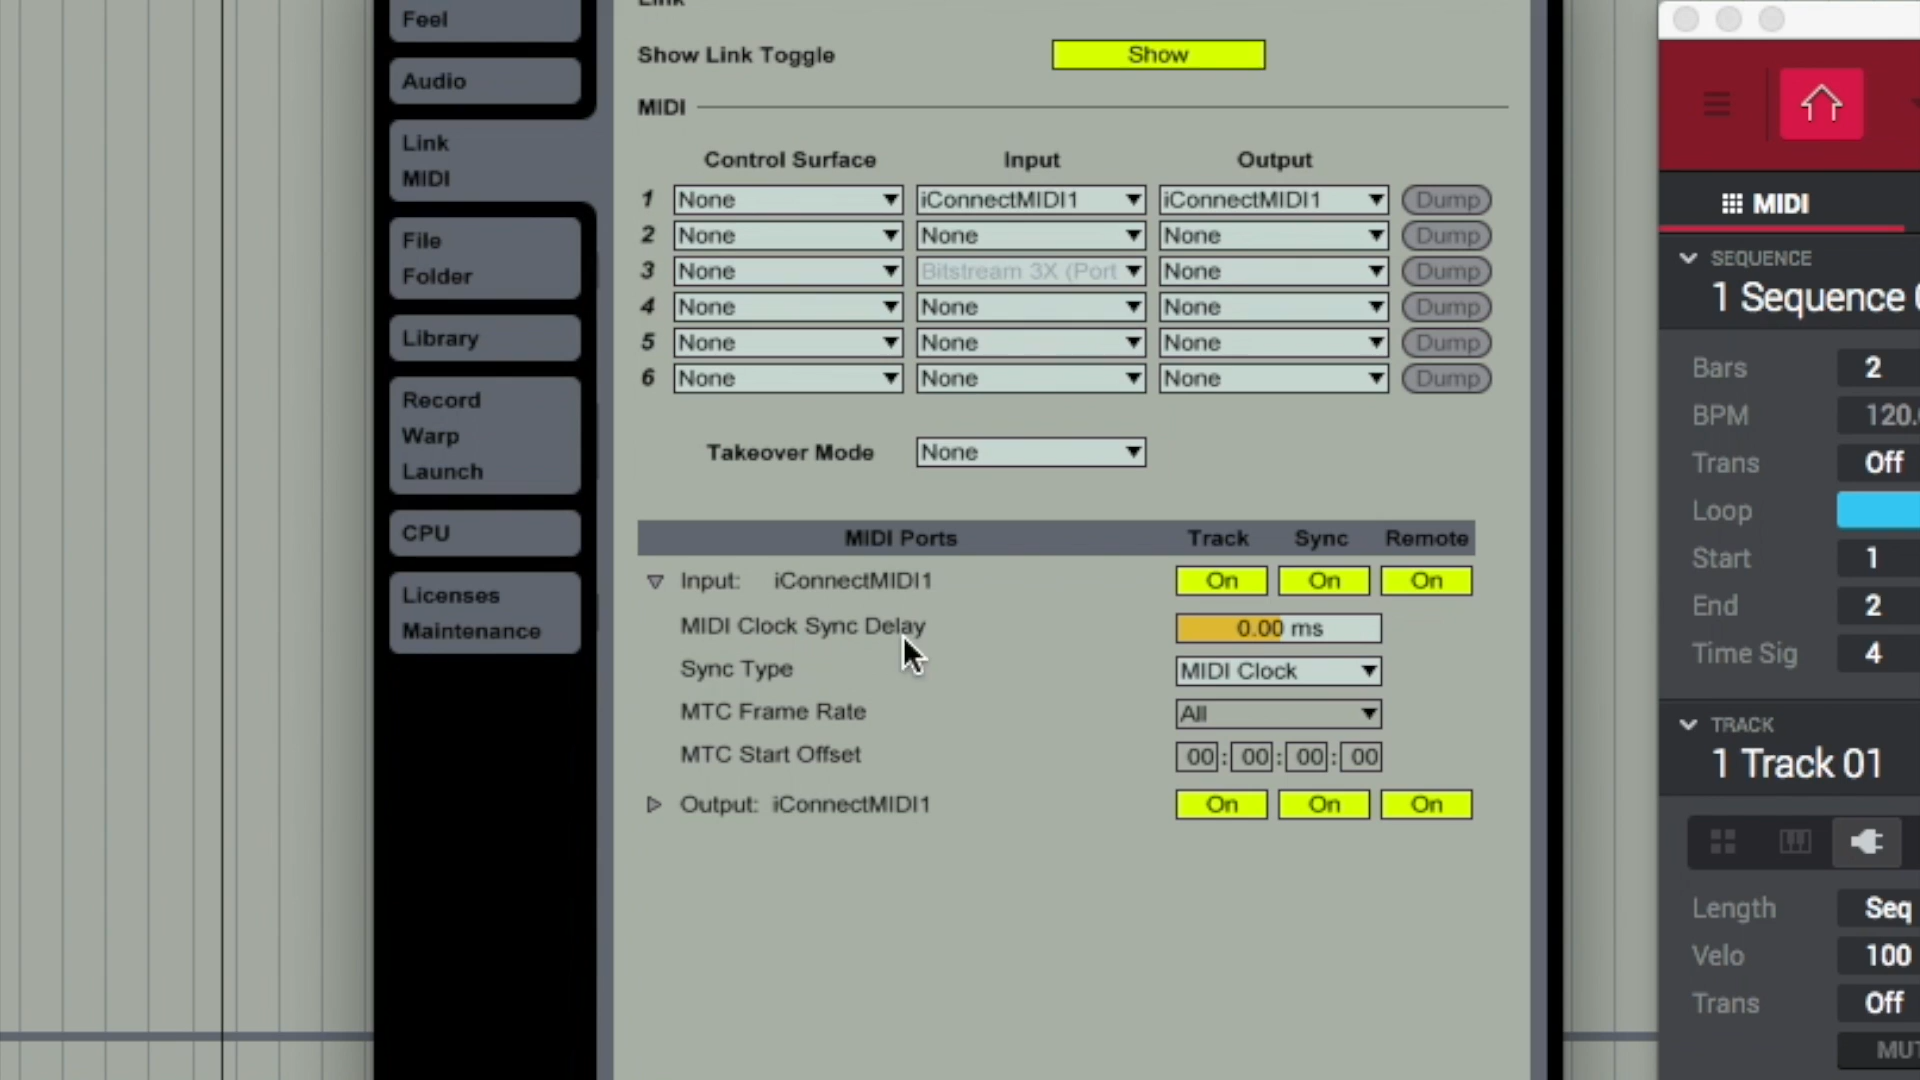 Feel
Audio
Link
MIDI
File
Folder
Library
Record
Warp
Launch
CPU
Licenses
Maintenance
Link
Show Link Toggle Show
MIDI
Control Surface Input Output
1 None iConnectMIDI1 iConnectMIDI1 Dump
2 None None None Dump
3 None Bitstream 3X (Port None Dump
4 None None None Dump
5 None None None Dump
6 None None None Dump
Takeover Mode None
MIDI Ports Track Sync Remote
Input: iConnectMIDI1 On On On
MIDI Clock Sync Delay 0.00 ms
Sync Type MIDI Clock
MTC Frame Rate All
MTC Start Offset 00:00:00:00
Output: iConnectMIDI1 On On On
MIDI
SEQUENCE
1 Sequence
Bars 2
BPM 120.
Trans Off
Loop
Start 1
End 2
Time Sig 4
TRACK
1 Track 01
Length Seq
Velo 100
Trans Off